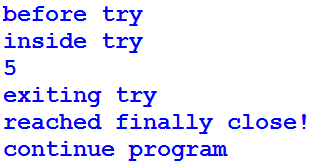 before try
inside try
5
exiting try
reached finally close!
continue program